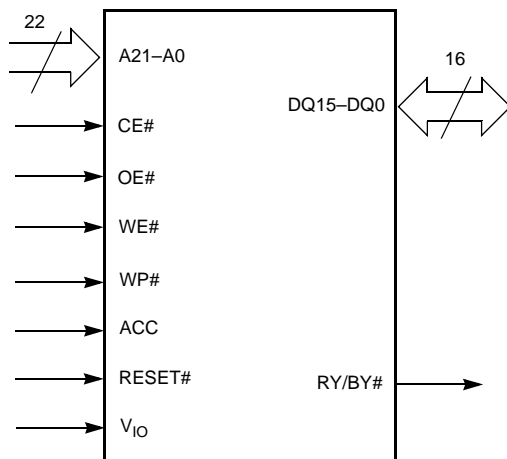 22
A21–A0
16
DQ15–DQ0
CE#
OE#
WE#
WP#
ACC
RESET#
RY/BY#
VIO